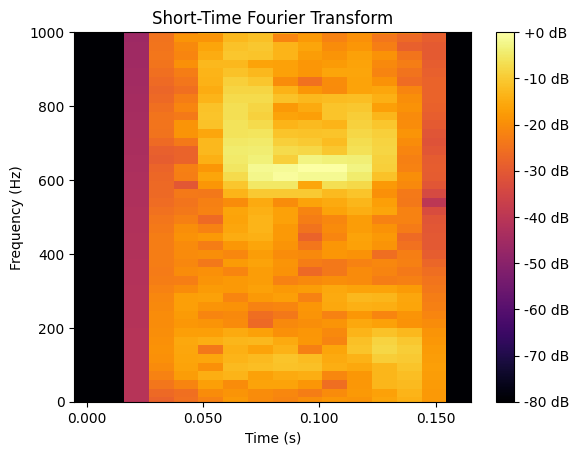 Short-Time Fourier Transform
1000
800
600
400
200
0
Frequency (Hz)
0.000
0.050
0.100
0.150
Time (s)
+0 dB
-10 dB
-20 dB
-30 dB
-40 dB
-50 dB
-60 dB
-70 dB
-80 dB